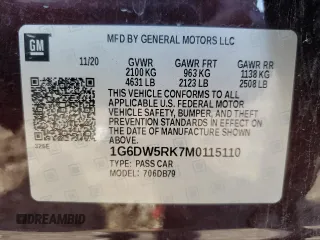 GM
MFD BY GENERAL MOTORS LLC
11/20 GVWR GAWR FRT GAWR RR
2100 KG 963 KG 1138 KG
4631 LB 2123 LB 2508 LB
THIS VEHICLE CONFORMS TO ALL APPLICABLE
U.S. FEDERAL MOTOR VEHICLE SAFETY,
BUMPER, AND THEFT PREVENTION STANDARDS
IN EFFECT ON THE DATE OF MANUFACTURE SHOWN
ABOVE.
1G6DW5RK7M0115110
TYPE: PASS CAR
MODEL: 706DB79
©DREAMBID